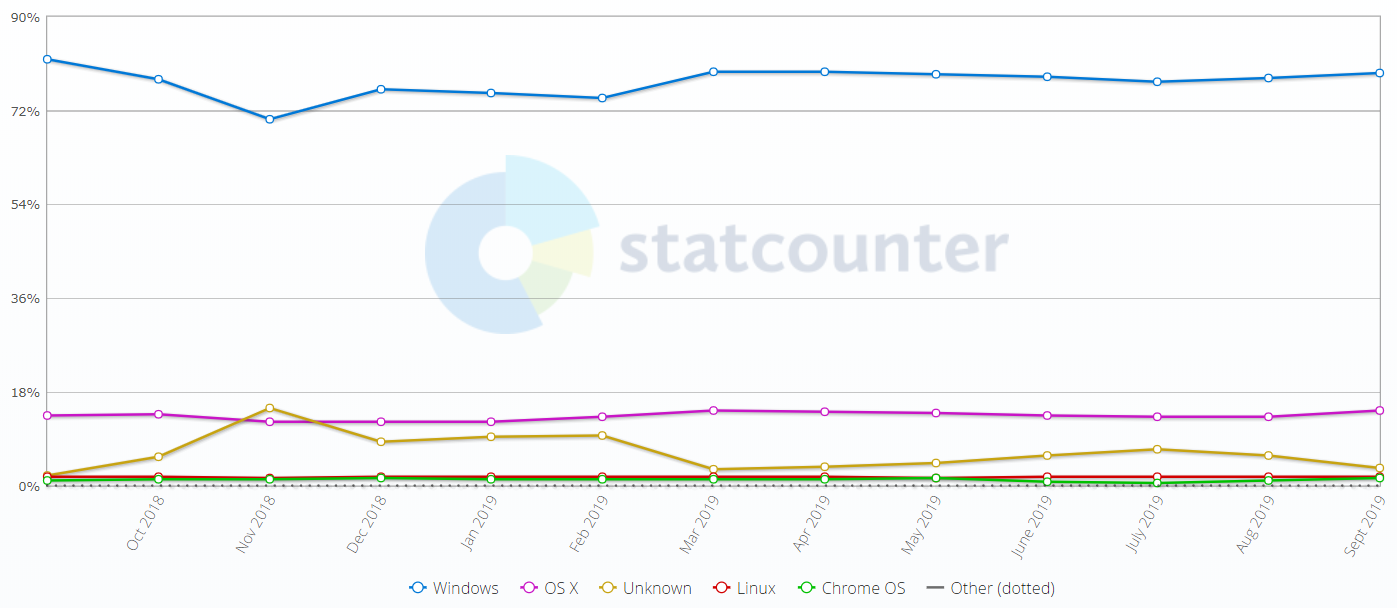 90%
72%
54%
36%
18%
0%
statcounter
Oct 2018
Nov 2018
Dec 2018
Jan 2019
Feb 2019
Mar 2019
Apr 2019
May 2019
June 2019
July 2019
Aug 2019
Sept 2019
Windows OS X Unknown Linux Chrome OS Other (dotted)